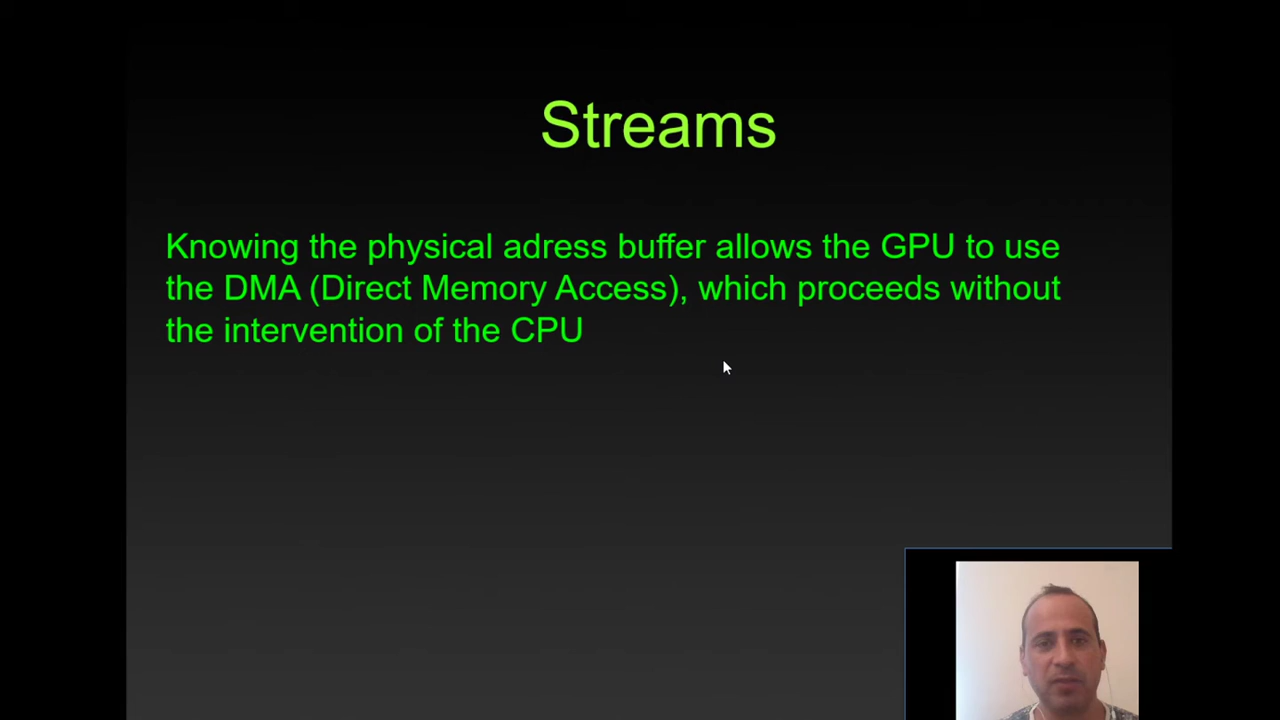 Streams
Knowing the physical adress buffer allows the GPU to use
the DMA (Direct Memory Access), which proceeds without
the intervention of the CPU